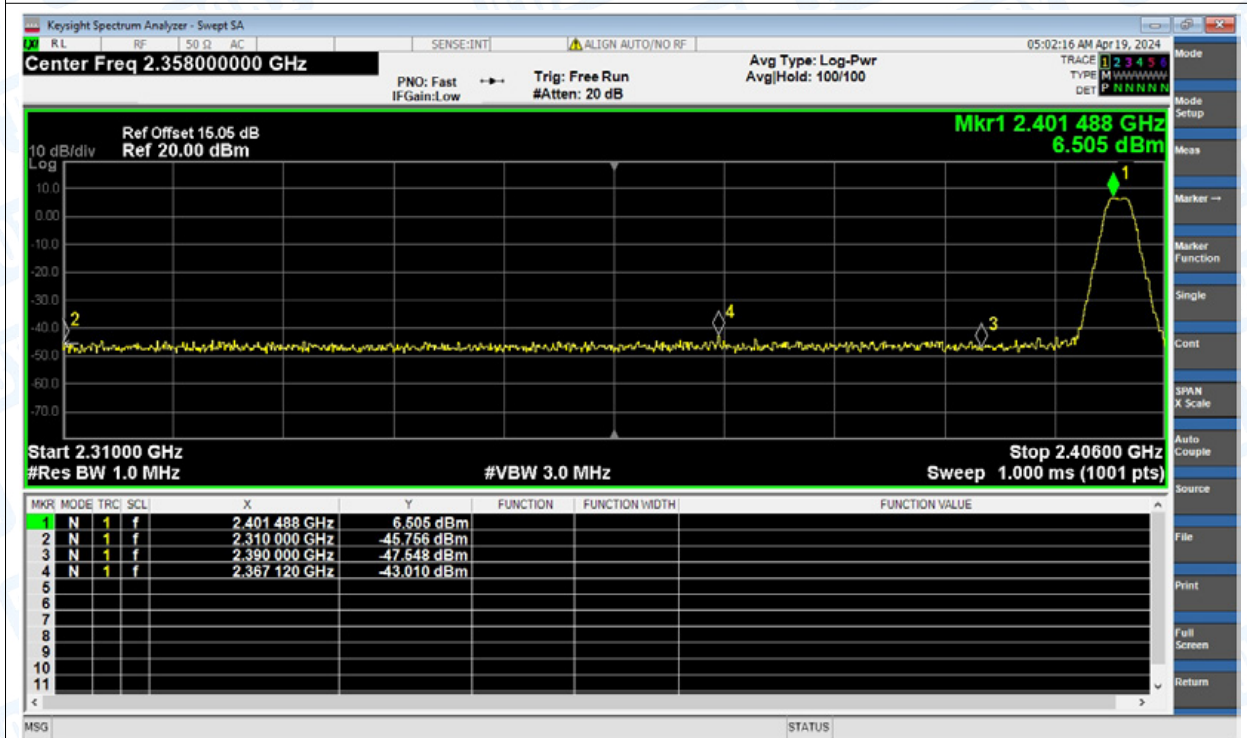 Keysight Spectrum Analyzer - Swept SA
RL RF 50 Ω AC SENSE:INT ALIGN AUTO/NO RF 05:02:16 AM Apr 19, 2024
Center Freq 2.358000000 GHz
PNO: Fast
IFGain:Low
Trig: Free Run
#Atten: 20 dB
Avg Type: Log-Pwr
Avg|Hold: 100/100
TRACE 1 2 3 4 5 6
TYPE M WWWWW
DET P N N N N N
Mkr1 2.401 488 GHz
6.505 dBm
Ref Offset 15.05 dB
10 dB/div Ref 20.00 dBm
Log
10.0
0.00
-10.0
-20.0
-30.0
-40.0
-50.0
-60.0
-70.0
1
2
4
3
Start 2.31000 GHz Stop 2.40600 GHz
#Res BW 1.0 MHz #VBW 3.0 MHz Sweep 1.000 ms (1001 pts)
MKR MODE TRC SCL X Y FUNCTION FUNCTION WIDTH FUNCTION VALUE
1 N 1 f 2.401 488 GHz 6.505 dBm
2 N 1 f 2.310 000 GHz -45.756 dBm
3 N 1 f 2.390 000 GHz -47.548 dBm
4 N 1 f 2.367 120 GHz -43.010 dBm
5
6
7
8
9
10
11
MSG STATUS
Mode
Mode
Setup
Meas
Marker →
Marker
Function
Single
Cont
SPAN
X Scale
Auto
Couple
Source
File
Print
Full
Screen
Return